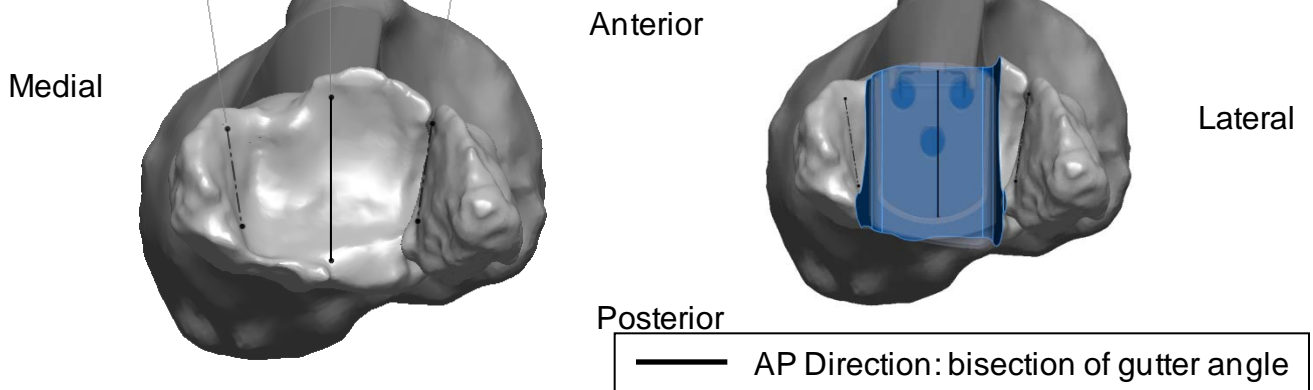 Anterior
Medial
Lateral
Posterior
AP Direction: bisection of gutter angle